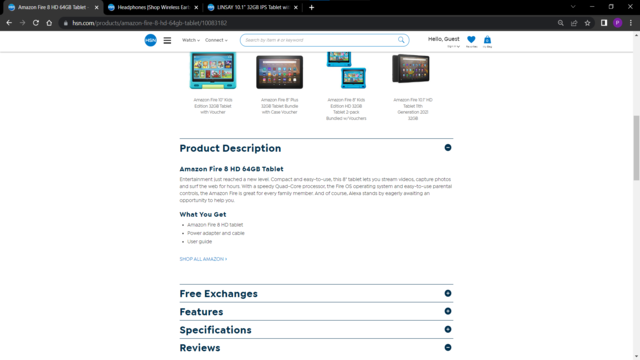 Amazon Fire 8 HD 64GB Tablet
Headphones |Shop Wireless Earb
LINSAY 10.1" 32GB IPS Tablet wit
hsn.com/products/amazon-fire-8-hd-64gb-tablet/10083182
P
HSN
Watch
Connect
Search by item # or keyword
Hello, Guest
Amazon Fire 10" Kids
Edition 32GB Tablet
with Voucher
Amazon Fire 8" Plus
32GB Tablet Bundle
with Case Voucher
Amazon Fire 8" Kids
Edition HD 32GB
Tablet 2-pack
Bundled w/Vouchers
Amazon Fire 10.1" HD
Tablet 11th
Generation 2021
32GB
Product Description
Amazon Fire 8 HD 64GB Tablet
Entertainment just reached a new level. Compact and easy-to-use, this 8" tablet lets you stream videos, capture photos
and surf the web for hours. With a speedy Quad-Core processor, the Fire OS operating system and easy-to-use parental
controls, the Amazon Fire is great for every family member. And of course, Alexa stands by eagerly awaiting an
opportunity to help you.
What You Get
Amazon Fire 8 HD tablet
Power adapter and cable
User guide
SHOP ALL AMAZON >
Free Exchanges
Features
Specifications
Reviews